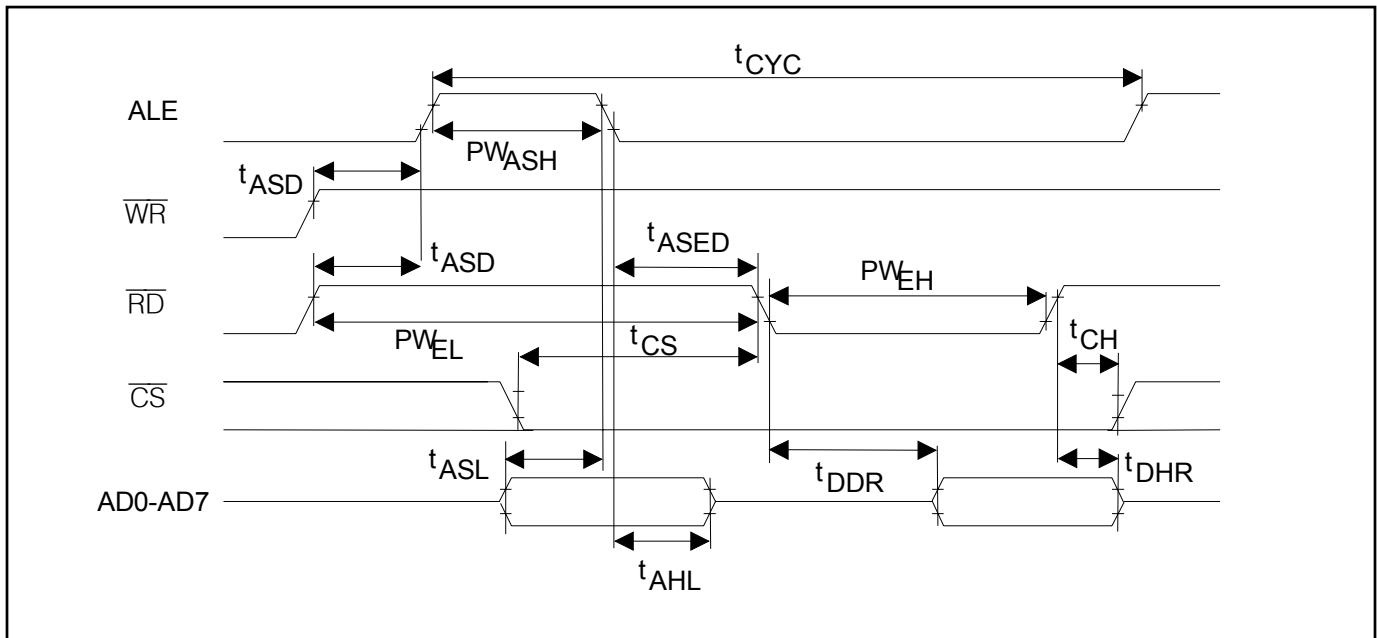 tCYC
ALE
PWASH
tASD
WR
tASED
tASD
PWEH
RD
PWEL
tCS
tCH
CS
tASL
tDDR
tDHR
AD0-AD7
tAHL